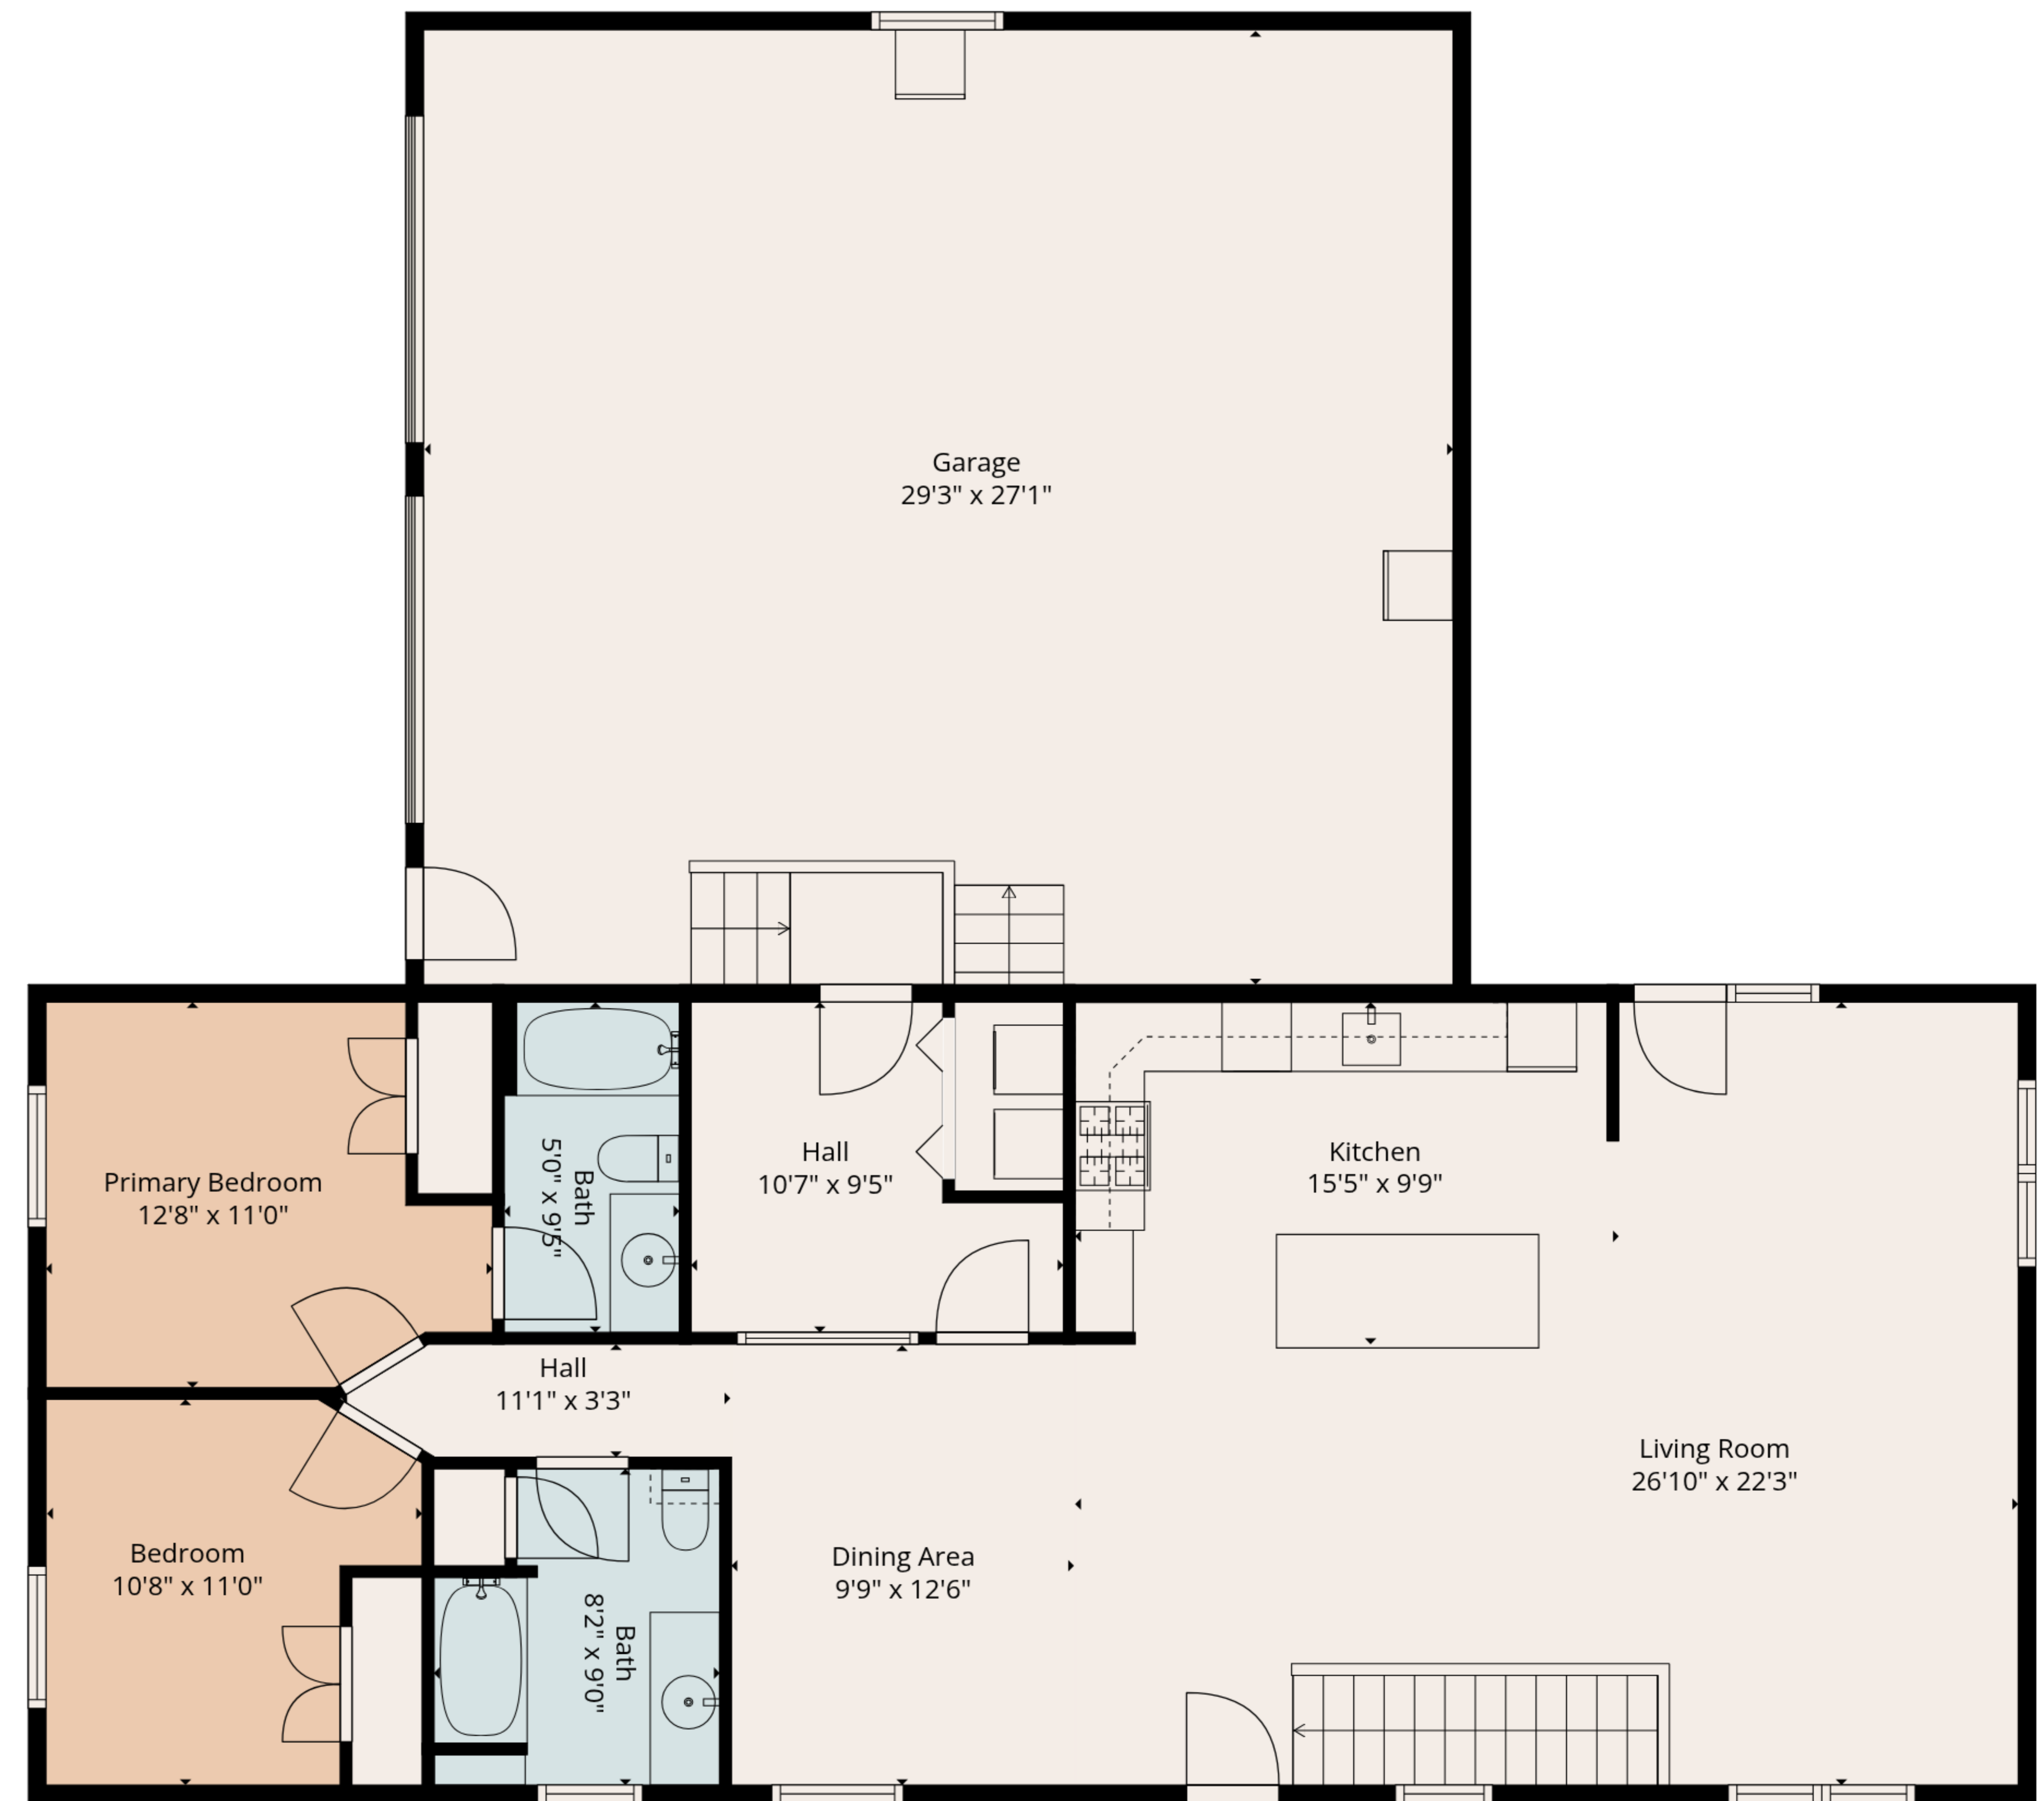 Garage
29'3" x 27'1"
Primary Bedroom
12'8" x 11'0"
Bath
5'0" x 9'5"
Hall
10'7" x 9'5"
Kitchen
15'5" x 9'9"
Hall
11'1" x 3'3"
Living Room
26'10" x 22'3"
Bedroom
10'8" x 11'0"
Bath
8'2" x 9'0"
Dining Area
9'9" x 12'6"